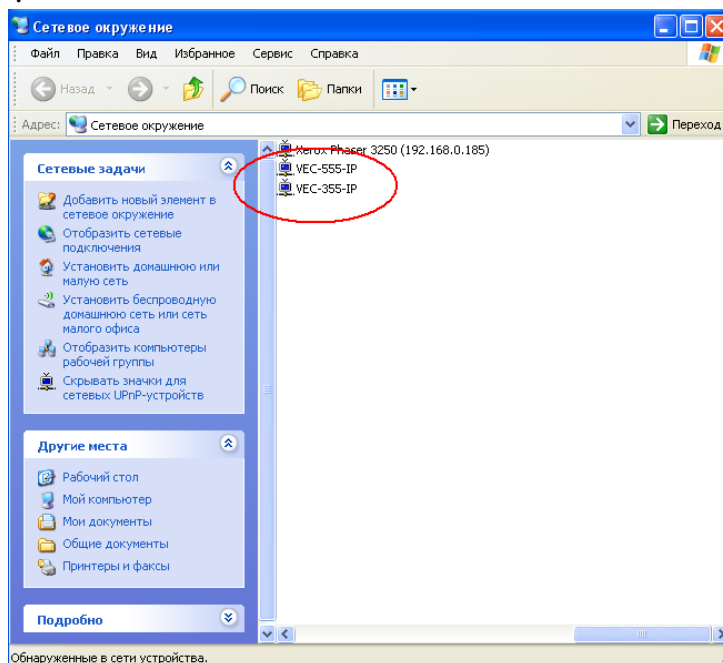 Сетевое окружение
Файл Правка Вид Избранное Сервис Справка
Назад Поиск Папки
Адрес: Сетевое окружение Переход
Xerox Phaser 3250 (192.168.0.185)
VEC-555-IP
VEC-355-IP
Сетевые задачи
Добавить новый элемент в
сетевое окружение
Отобразить сетевые
подключения
Установить домашнюю или
малую сеть
Установить беспроводную
домашнюю сеть или сеть
малого офиса
Отобразить компьютеры
рабочей группы
Скрывать значки для
сетевых UPnP-устройств
Другие места
Рабочий стол
Мой компьютер
Мои документы
Общие документы
Принтеры и факсы
Подробно
Обнаруженные в сети устройства.